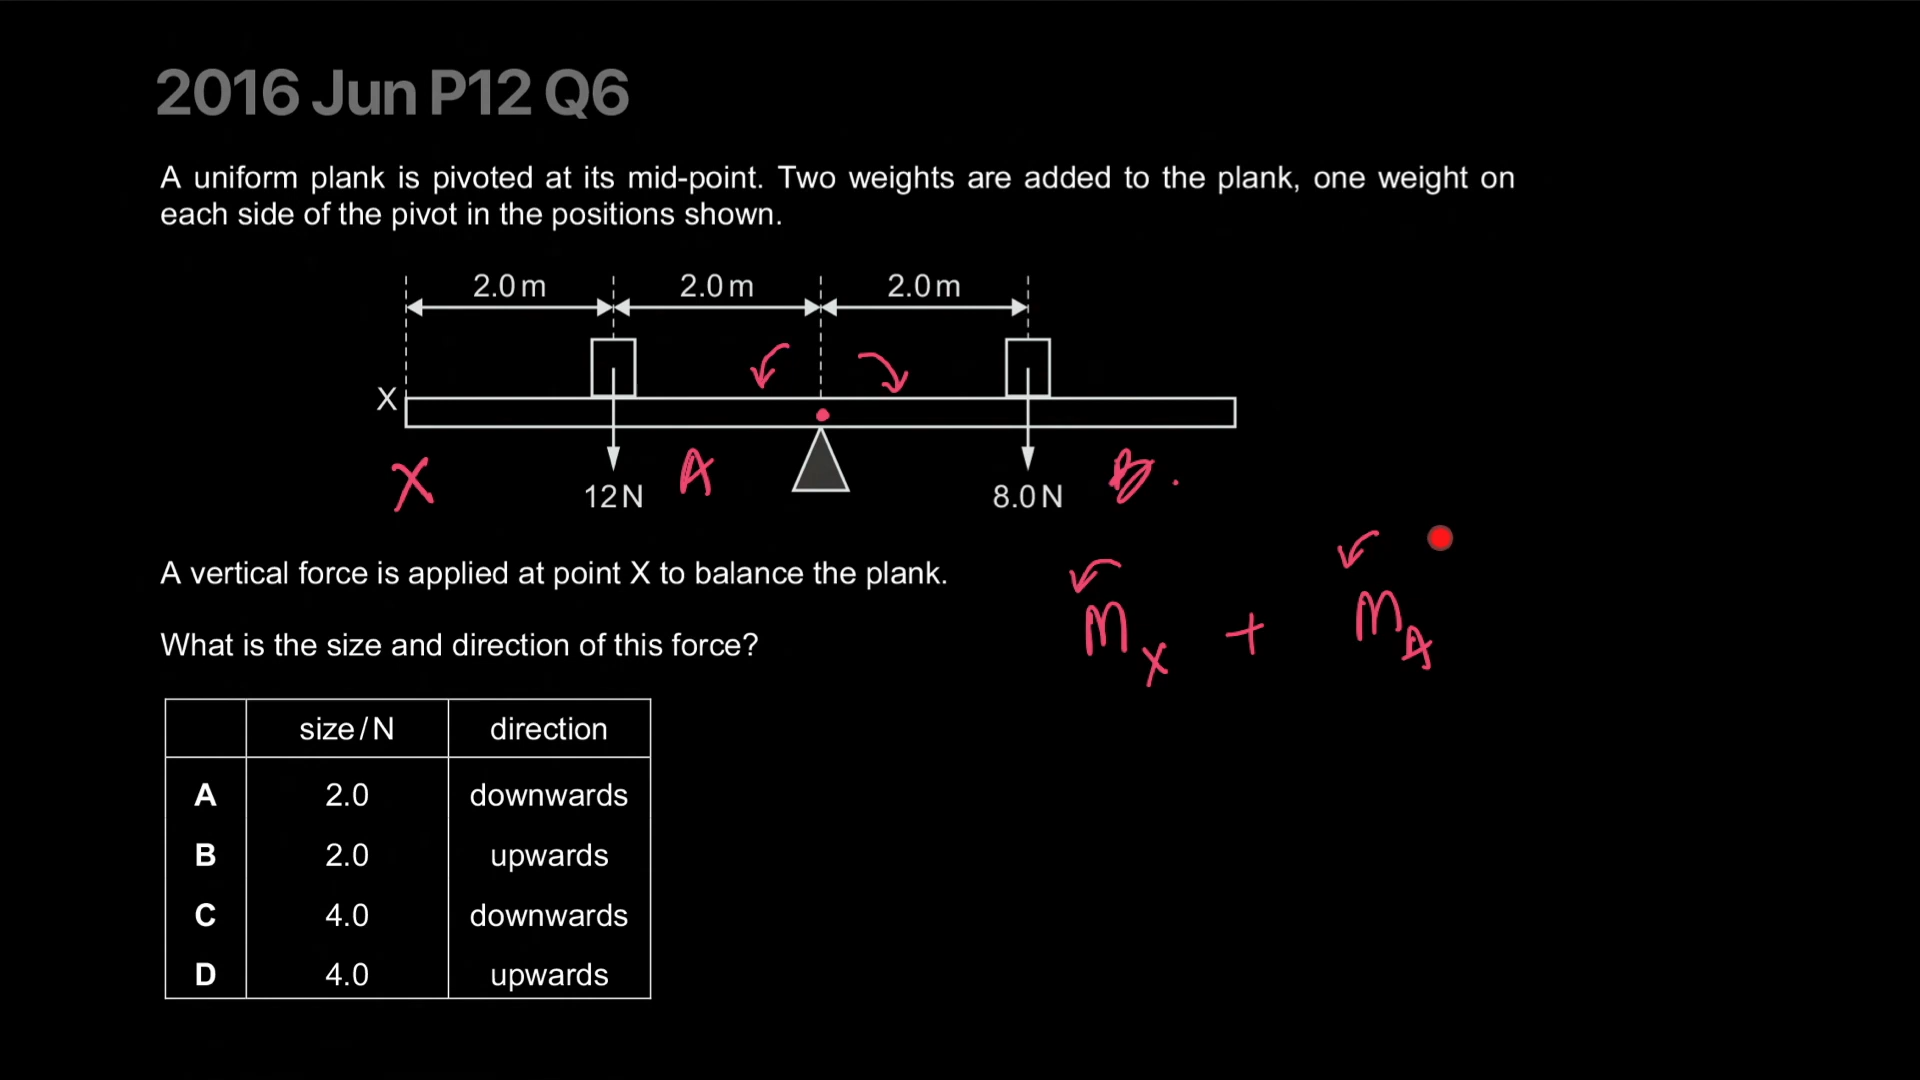 2016 Jun P12 Q6
A uniform plank is pivoted at its mid-point. Two weights are added to the plank, one weight on
each side of the pivot in the positions shown.
2.0 m 2.0 m 2.0 m
X
X 12 N A 8.0 N B.
A vertical force is applied at point X to balance the plank.
What is the size and direction of this force?
M X + M A
size / N direction
A 2.0 downwards
B 2.0 upwards
C 4.0 downwards
D 4.0 upwards